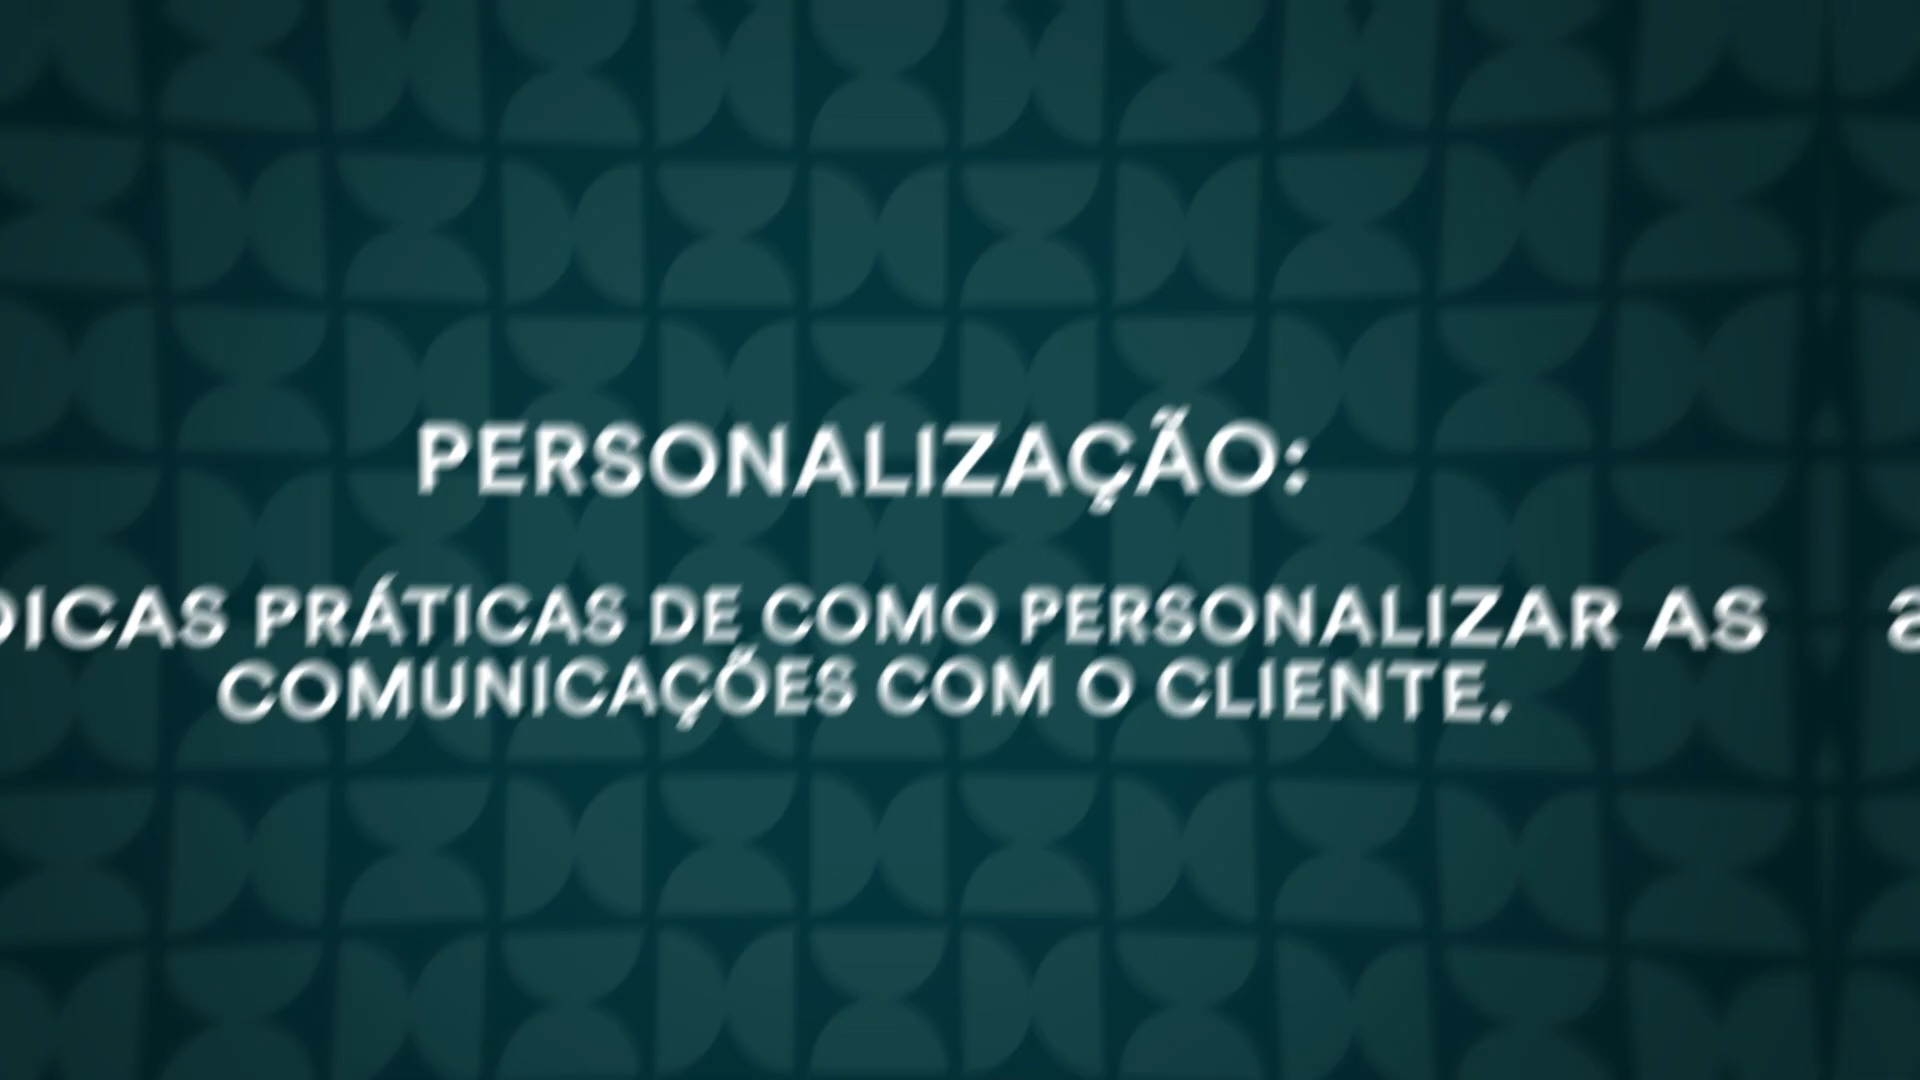 PERSONALIZAÇÃO:
DICAS PRÁTICAS DE COMO PERSONALIZAR AS
COMUNICAÇÕES COM O CLIENTE.